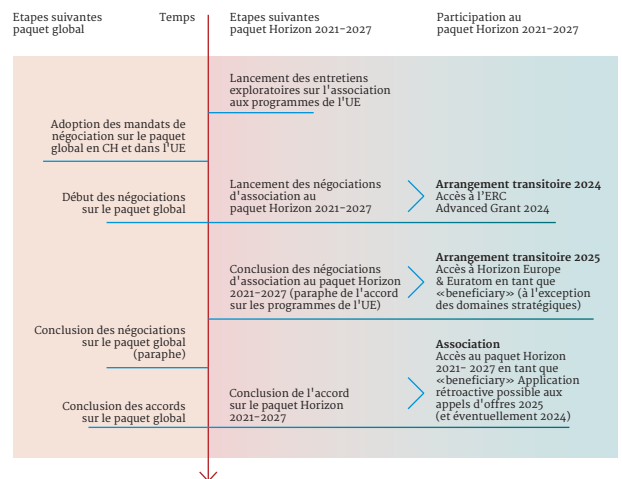 Etapes suivantes
paquet global
Temps
Etapes suivantes
paquet Horizon 2021-2027
Participation au
paquet Horizon 2021-2027
Lancement des entretiens
exploratoires sur l'association
aux programmes de l'UE
Adoption des mandats de
négociation sur le paquet
global en CH et dans l'UE
Début des négociations
sur le paquet global
Lancement des négociations
d'association au
paquet Horizon 2021-2027
Arrangement transitoire 2024
Accès à l'ERC
Advanced Grant 2024
Conclusion des négociations
d'association au paquet Horizon
2021-2027 (paraphe de l'accord
sur les programmes de l'UE)
Arrangement transitoire 2025
Accès à Horizon Europe
& Euratom en tant que
«beneficiary» (à l'exception
des domaines stratégiques)
Conclusion des négociations
sur le paquet global
(paraphe)
Conclusion des accords
sur le paquet global
Conclusion de l'accord
sur le paquet Horizon
2021-2027
Association
Accès au paquet Horizon
2021- 2027 en tant que
«beneficiary» Application
rétroactive possible aux
appels d'offres 2025
(et éventuellement 2024)